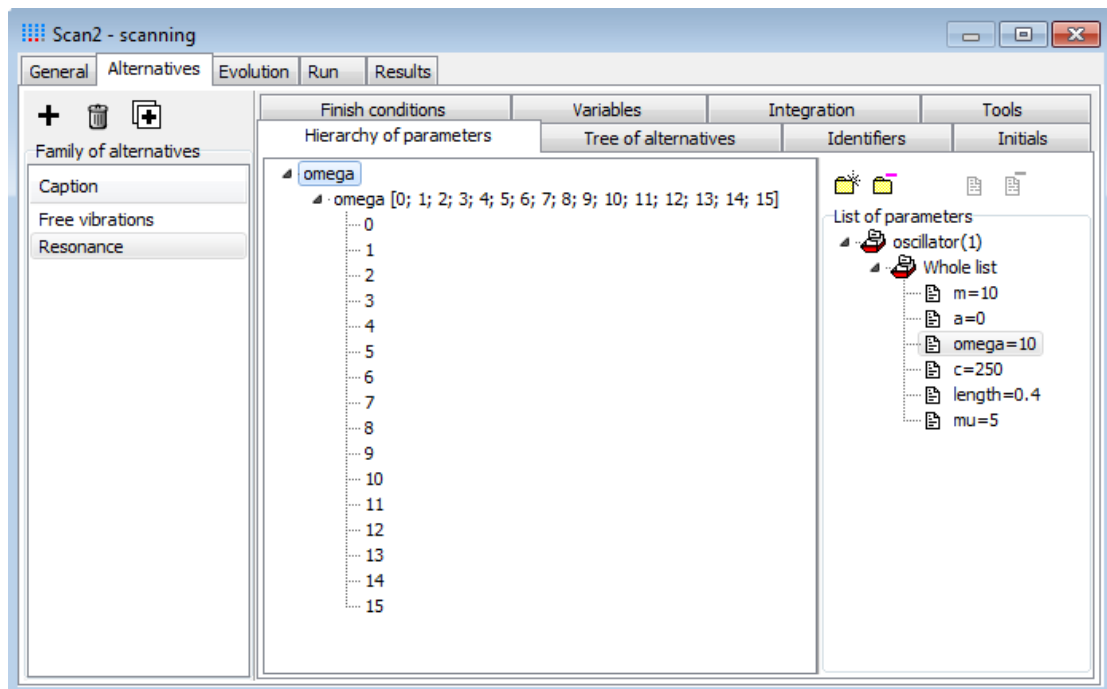 Scan2 - scanning
General Alternatives Evolution Run Results
Finish conditions Variables Integration Tools
Hierarchy of parameters Tree of alternatives Identifiers Initials
Family of alternatives
Caption
Free vibrations
Resonance
omega
omega [0; 1; 2; 3; 4; 5; 6; 7; 8; 9; 10; 11; 12; 13; 14; 15]
0
1
2
3
4
5
6
7
8
9
10
11
12
13
14
15
List of parameters
oscillator(1)
Whole list
m=10
a=0
omega=10
c=250
length=0.4
mu=5